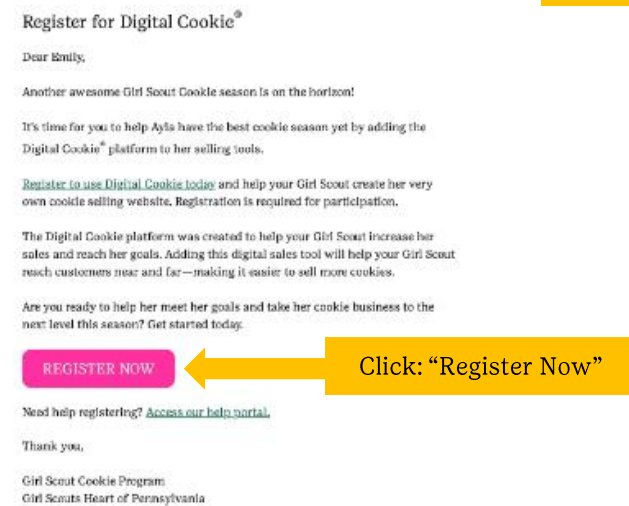 Register for Digital Cookie®
Dear Emily,
Another awesome Girl Scout Cookie season is on the horizon!
It's time for you to help Ayla have the best cookie season yet by adding the
Digital Cookie® platform to her selling tools.
Register to use Digital Cookie today and help your Girl Scout create her very
own cookie selling website. Registration is required for participation.
The Digital Cookie platform was created to help your Girl Scout increase her
sales and reach her goals. Adding this digital sales tool will help your Girl Scout
reach customers near and far—making it easier to sell more cookies.
Are you ready to help her meet her goals and take her cookie business to the
next level this season? Get started today.
REGISTER NOW
Click: “Register Now”
Need help registering? Access our help portal.
Thank you,
Girl Scout Cookie Program
Girl Scouts Heart of Pennsylvania